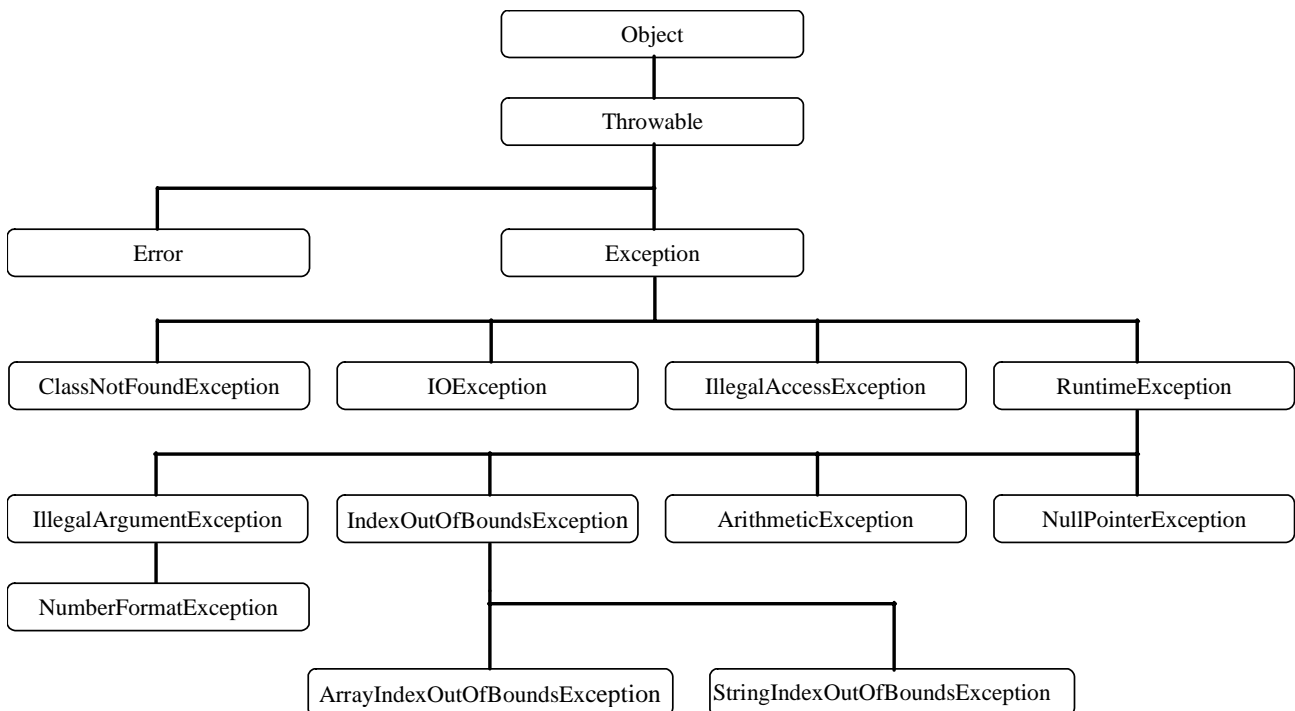 Object
Throwable
Error
Exception
ClassNotFoundException
IOException
IllegalAccessException
RuntimeException
IllegalArgumentException
IndexOutOfBoundsException
ArithmeticException
NullPointerException
NumberFormatException
ArrayIndexOutOfBoundsException
StringIndexOutOfBoundsException